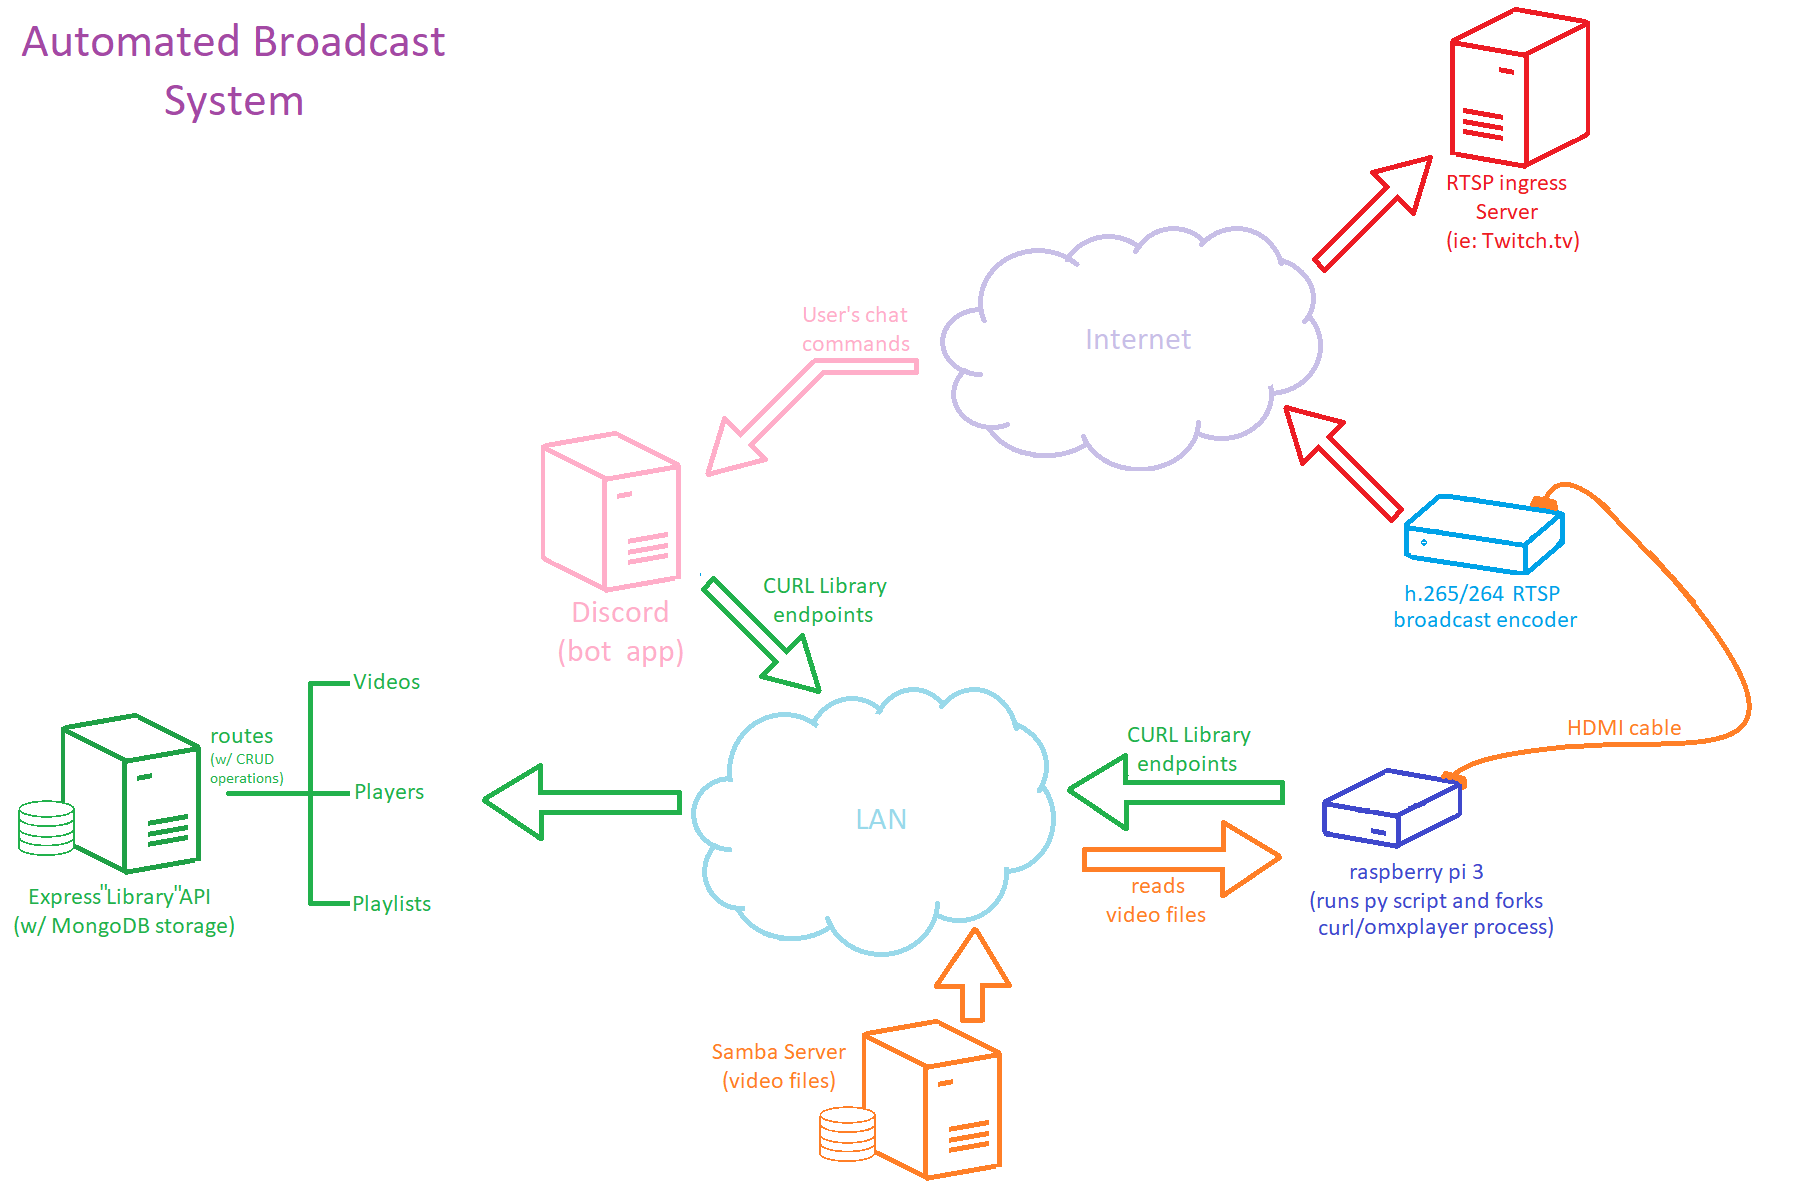 Automated Broadcast
System
RTSP ingress
Server
(ie: Twitch.tv)
User's chat
commands
Internet
Discord
(bot app)
CURL Library
endpoints
h.265/264 RTSP
broadcast encoder
HDMI cable
Videos
routes
(w/ CRUD
operations)
Players
Playlists
Express"Library"API
(w/ MongoDB storage)
LAN
CURL Library
endpoints
reads
video files
raspberry pi 3
(runs py script and forks
curl/omxplayer process)
Samba Server
(video files)